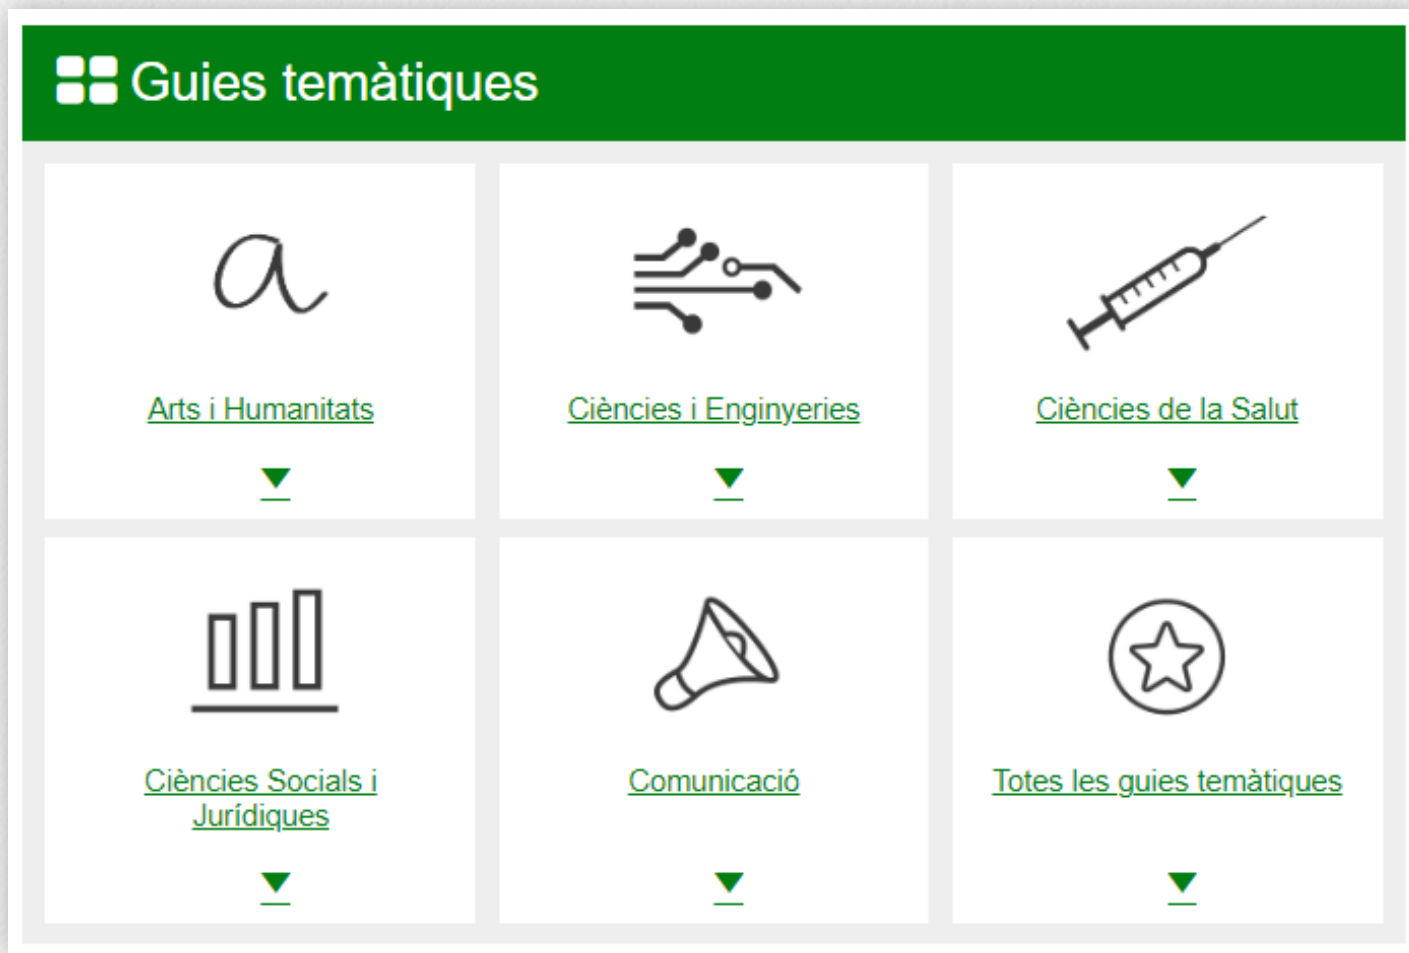 Guies temàtiques
a
Arts i Humanitats
Ciències i Enginyeries
Ciències de la Salut
Ciències Socials i
Jurídiques
Comunicació
Totes les guies temàtiques